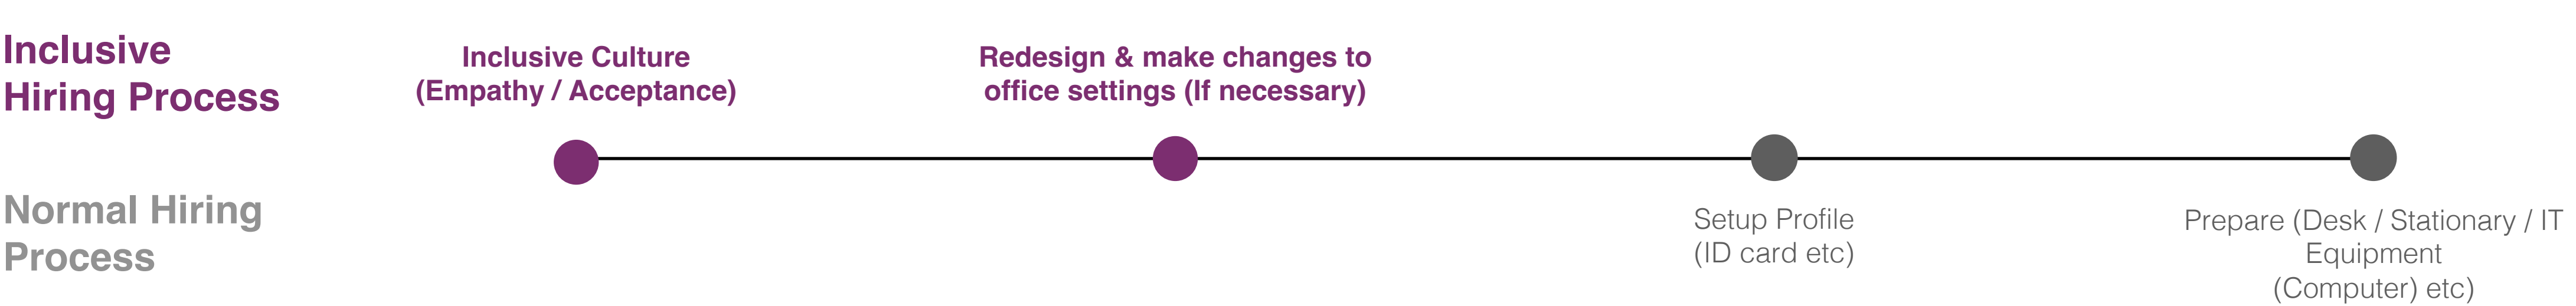 Inclusive
Hiring Process
Inclusive Culture
(Empathy / Acceptance)
Redesign & make changes to
office settings (If necessary)
Normal Hiring
Process
Setup Profile
(ID card etc)
Prepare (Desk / Stationary / IT
Equipment
(Computer) etc)